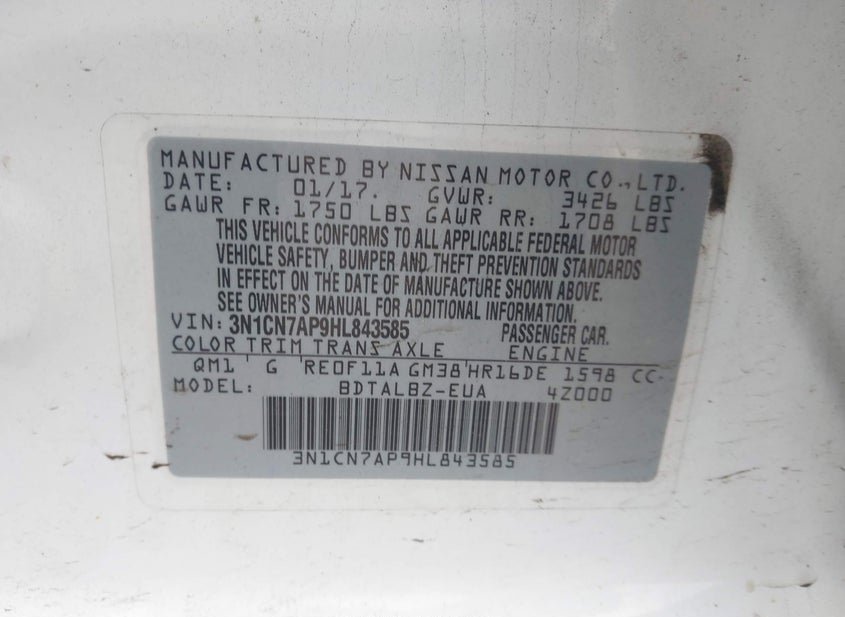 MANUFACTURED BY NISSAN MOTOR CO., LTD.
DATE: 01/17. GVWR: 3426 LBS
GAWR FR: 1750 LBS GAWR RR: 1708 LBS
THIS VEHICLE CONFORMS TO ALL APPLICABLE FEDERAL MOTOR
VEHICLE SAFETY, BUMPER AND THEFT PREVENTION STANDARDS
IN EFFECT ON THE DATE OF MANUFACTURE SHOWN ABOVE.
SEE OWNER'S MANUAL FOR ADDITIONAL INFORMATION.
VIN: 3N1CN7AP9HL843585 PASSENGER CAR.
COLOR TRIM TRANS AXLE ENGINE
QM1 G RE0F11A GM38 HR16DE 1598 CC
MODEL: BDTALBZ-EUA 4Z000
3N1CN7AP9HL843585